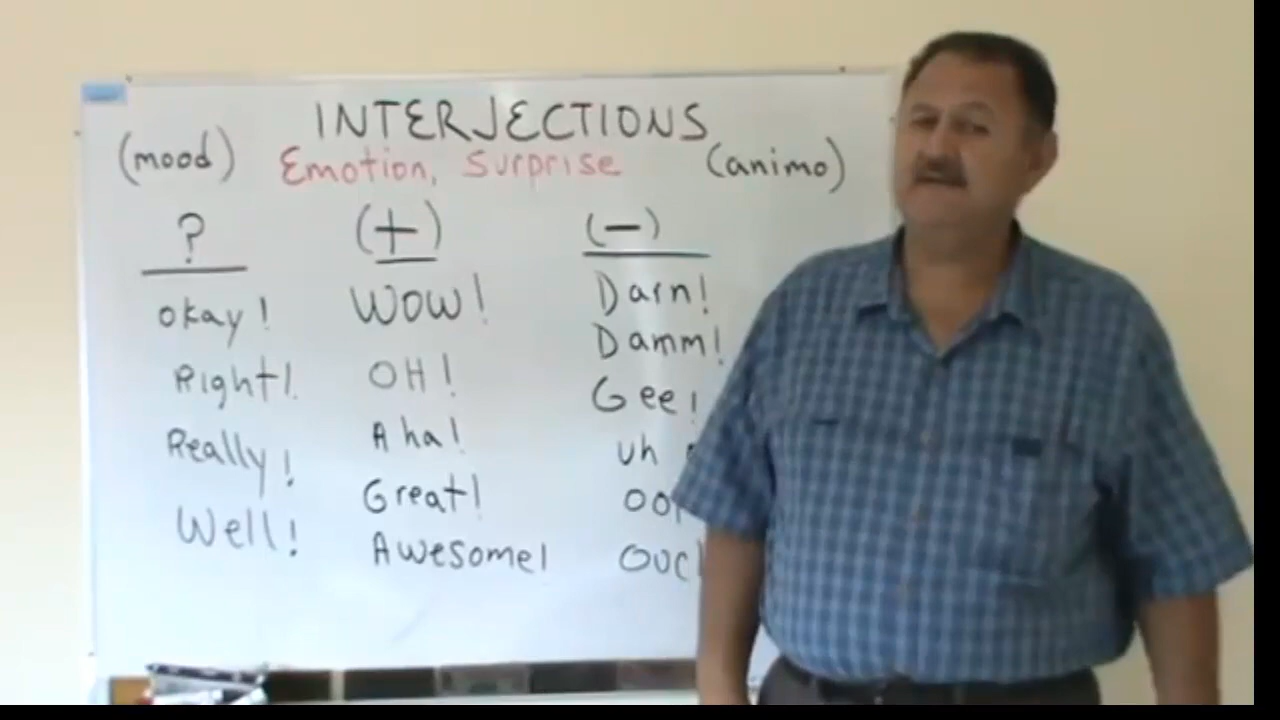 INTERJECTIONS
(mood) Emotion, Surprise (animo)
? (+) (-)
Okay! Wow! Darn!
Damm!
Right! OH! Gee!
Really! Aha! uh
Great!
Well! Awesome!